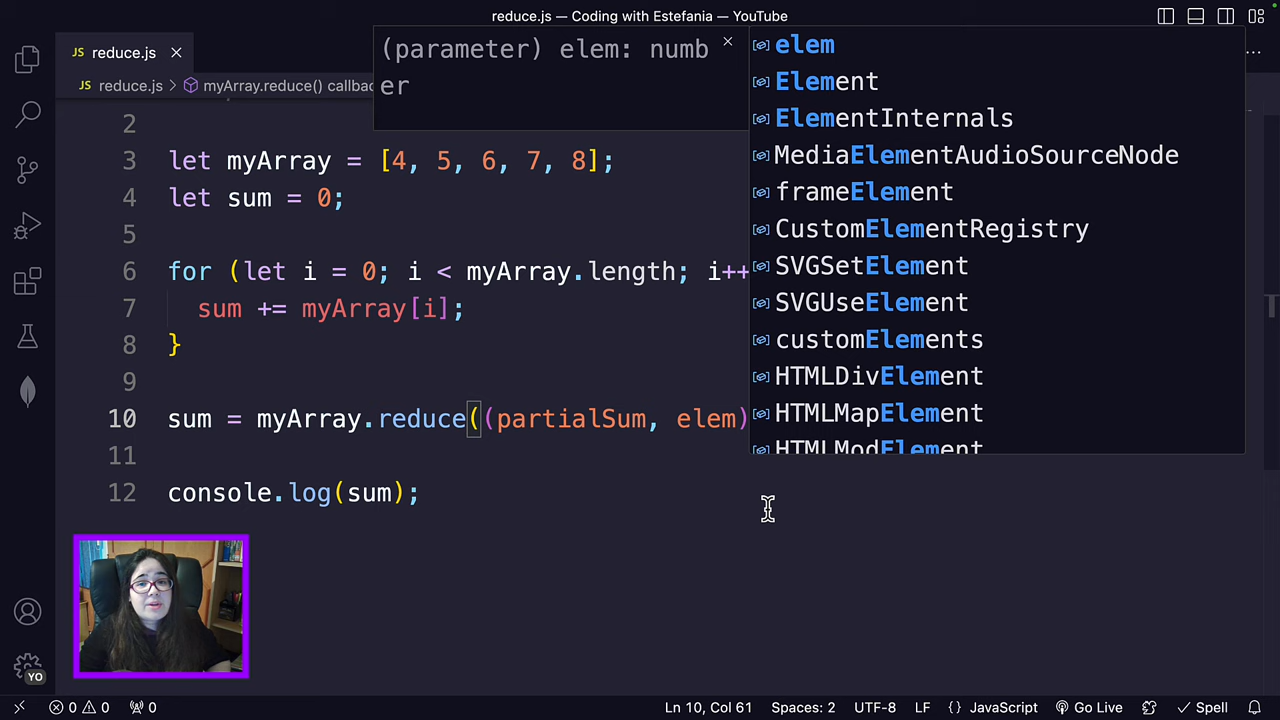 reduce.js — Coding with Estefania — YouTube
JS reduce.js ×
JS reduce.js > myArray.reduce() callbac
(parameter) elem: numb
er
elem
Element
ElementInternals
MediaElementAudioSourceNode
frameElement
CustomElementRegistry
SVGSetElement
SVGUseElement
customElements
HTMLDivElement
HTMLMapElement
HTMLModElement
2
3 let myArray = [4, 5, 6, 7, 8];
4 let sum = 0;
5
6 for (let i = 0; i < myArray.length; i++
7 sum += myArray[i];
8 }
9
10 sum = myArray.reduce((partialSum, elem)
11
12 console.log(sum);
YO
0 0 0 Ln 10, Col 61 Spaces: 2 UTF-8 LF {} JavaScript Go Live Spell